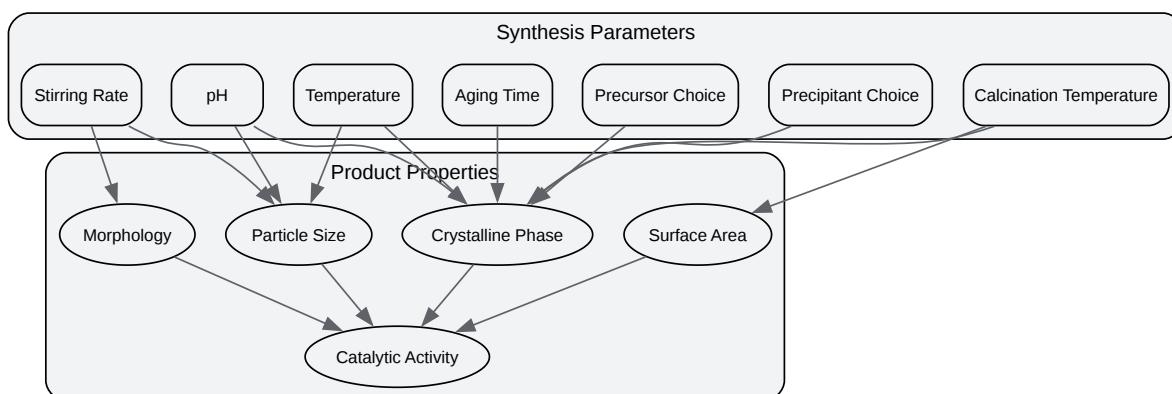 Synthesis Parameters
Stirring Rate
pH
Temperature
Aging Time
Precursor Choice
Precipitant Choice
Calcination Temperature
Product Properties
Morphology
Particle Size
Crystalline Phase
Surface Area
Catalytic Activity